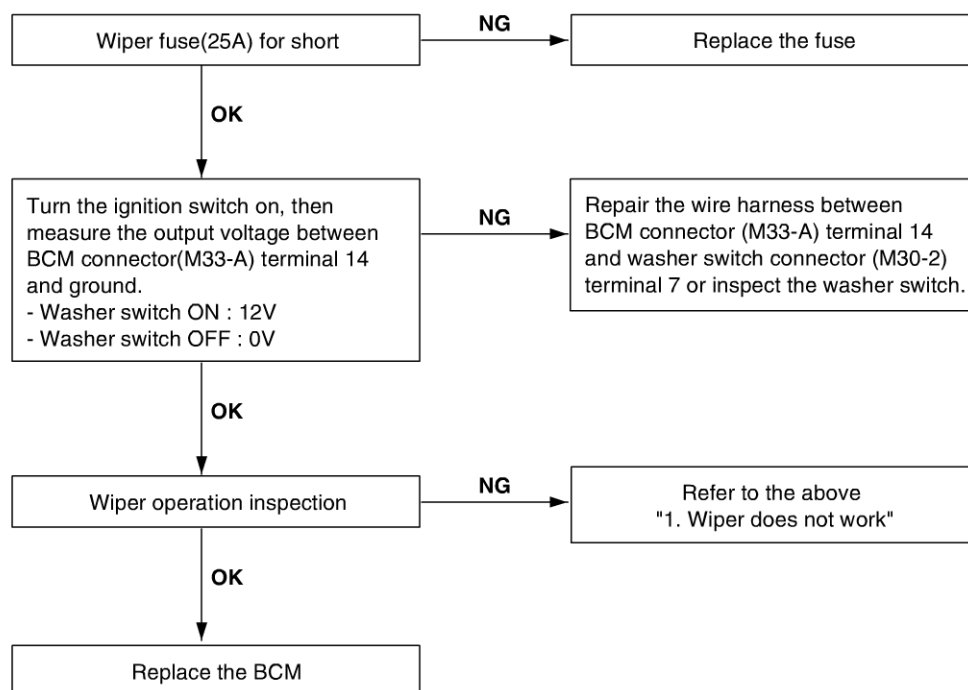 Wiper fuse(25A) for short
NG
Replace the fuse
OK
Turn the ignition switch on, then
measure the output voltage between
BCM connector(M33-A) terminal 14
and ground.
- Washer switch ON : 12V
- Washer switch OFF : 0V
NG
Repair the wire harness between
BCM connector (M33-A) terminal 14
and washer switch connector (M30-2)
terminal 7 or inspect the washer switch.
OK
Wiper operation inspection
NG
Refer to the above
"1. Wiper does not work"
OK
Replace the BCM